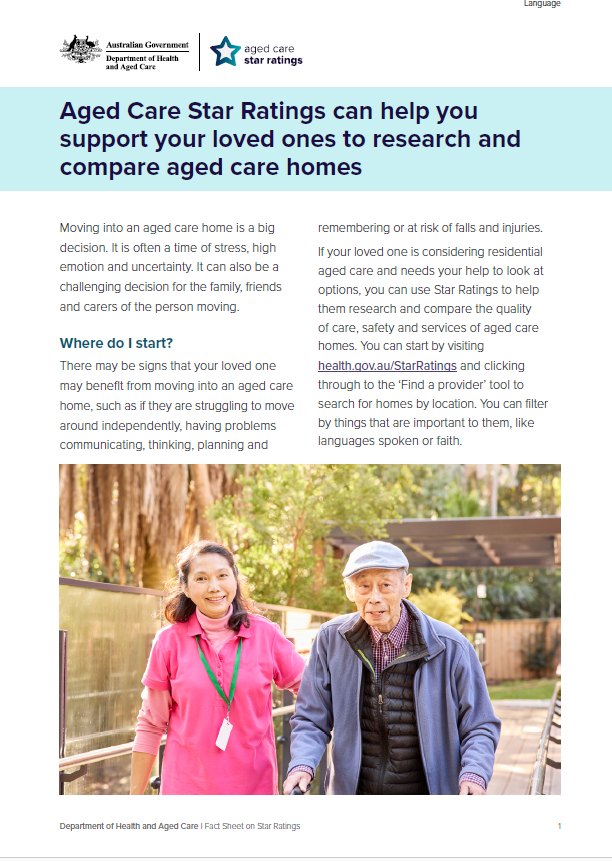 Language
Australian Government
Department of Health
and Aged Care
aged care
star ratings
Aged Care Star Ratings can help you
support your loved ones to research and
compare aged care homes
Moving into an aged care home is a big
decision. It is often a time of stress, high
emotion and uncertainty. It can also be a
challenging decision for the family, friends
and carers of the person moving.
Where do I start?
There may be signs that your loved one
may benefit from moving into an aged care
home, such as if they are struggling to move
around independently, having problems
communicating, thinking, planning and
remembering or at risk of falls and injuries.
If your loved one is considering residential
aged care and needs your help to look at
options, you can use Star Ratings to help
them research and compare the quality
of care, safety and services of aged care
homes. You can start by visiting
health.gov.au/StarRatings and clicking
through to the ‘Find a provider’ tool to
search for homes by location. You can filter
by things that are important to them, like
languages spoken or faith.
Department of Health and Aged Care | Fact Sheet on Star Ratings
1